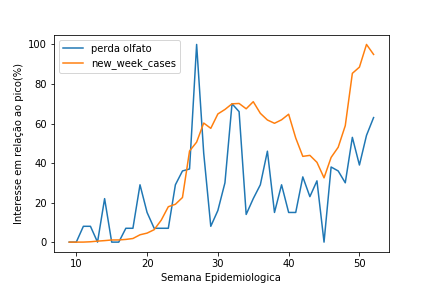 perda olfato
new_week_cases
Interesse em relação ao pico(%)
100
80
60
40
20
0
10
20
30
40
50
Semana Epidemiologica